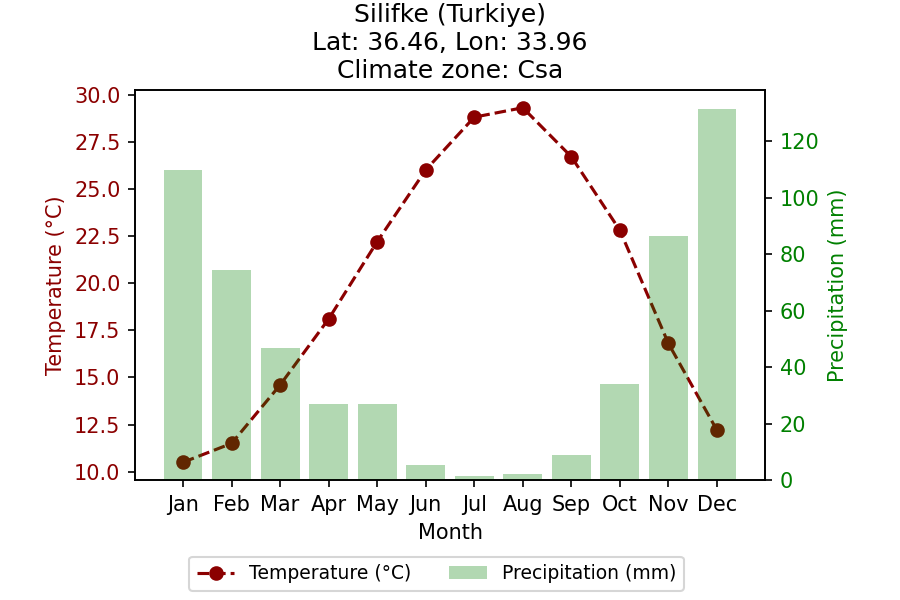 Silifke (Turkiye)
Lat: 36.46, Lon: 33.96
Climate zone: Csa
30.0
27.5
25.0
22.5
20.0
17.5
15.0
12.5
10.0
Temperature (°C)
120
100
80
60
40
20
0
Precipitation (mm)
Jan Feb Mar Apr May Jun Jul Aug Sep Oct Nov Dec
Month
Temperature (°C) Precipitation (mm)